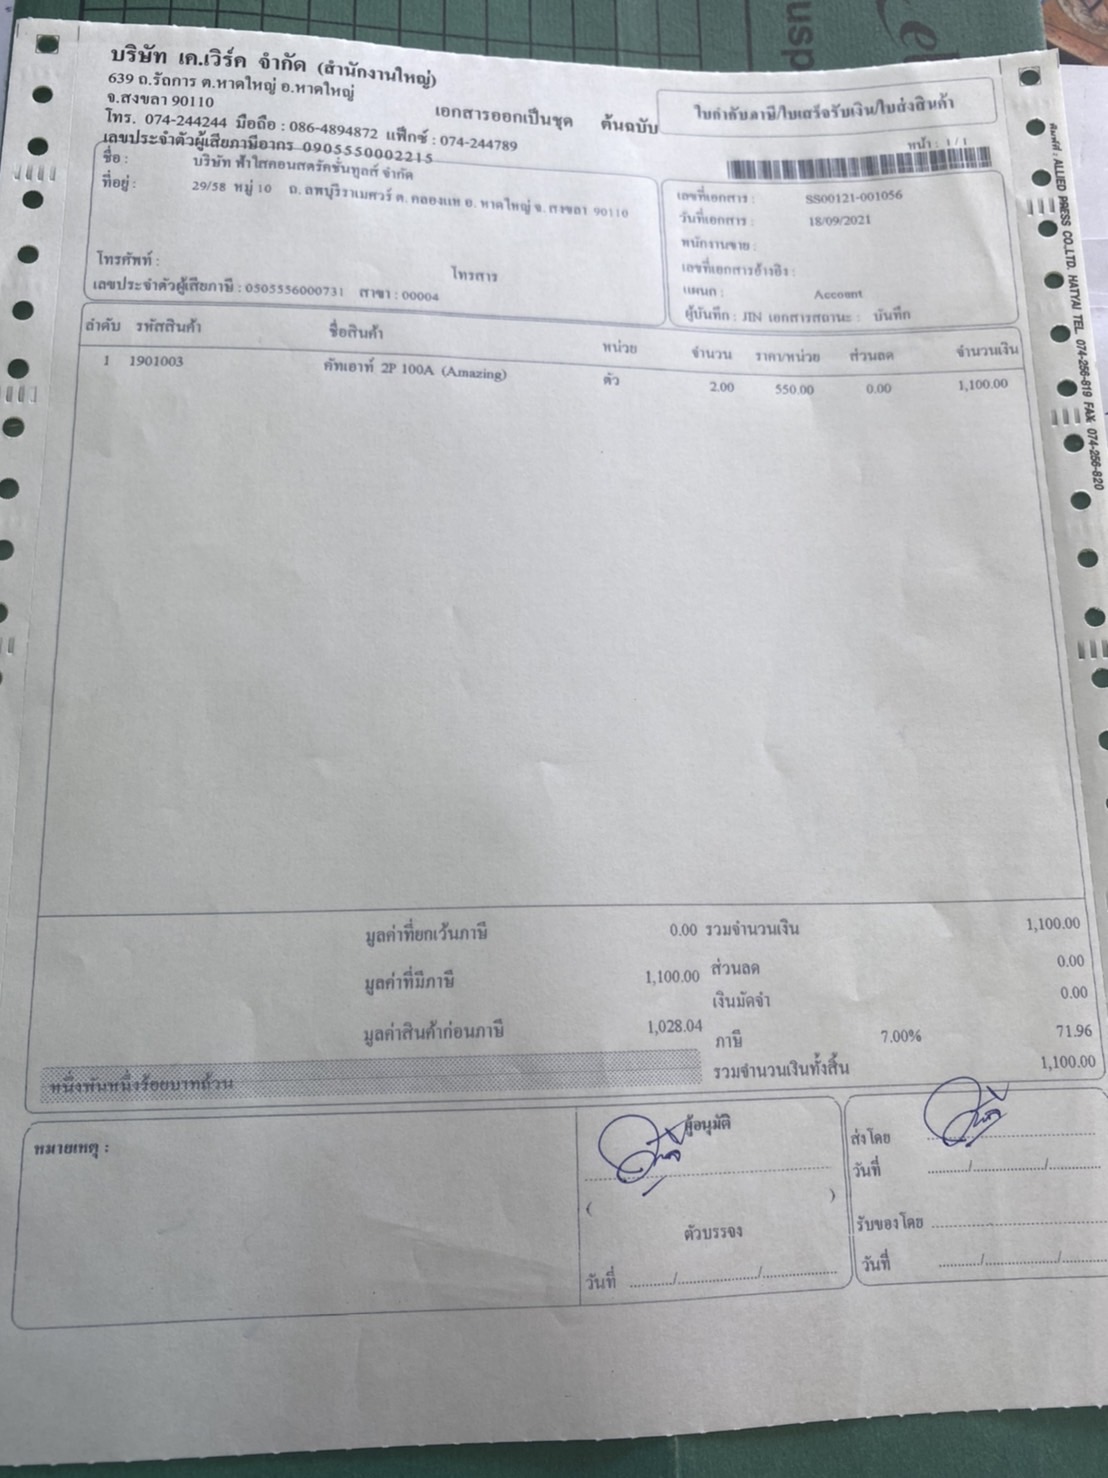 บริษัท เค.เวิร์ค จำกัด (สำนักงานใหญ่)
639 ถ.รัถการ ต.หาดใหญ่ อ.หาดใหญ่
จ.สงขลา 90110
โทร. 074-244244 มือถือ : 086-4894872 แฟ็กซ์ : 074-244789
เลขประจำตัวผู้เสียภาษีอากร 0905550002215
เอกสารออกเป็นชุด ต้นฉบับ
ใบกำกับภาษี/ใบเสร็จรับเงิน/ใบส่งสินค้า
หน้า : 1 / 1
ชื่อ : บริษัท ฟ้าใสคอนสตรัคชั่นทูลส์ จำกัด
ที่อยู่ : 29/58 หมู่ 10 ถ. ลพบุรีราเมศวร์ ต. คลองแห อ. หาดใหญ่ จ. สงขลา 90110
โทรศัพท์ : โทรสาร
เลขประจำตัวผู้เสียภาษี : 0505556000731 สาขา : 00004
เลขที่เอกสาร : SS00121-001056
วันที่เอกสาร : 18/09/2021
พนักงานขาย :
เลขที่เอกสารอ้างอิง :
แผนก : Account
ผู้บันทึก : JIN เอกสารสถานะ : บันทึก
ลำดับ รหัสสินค้า ชื่อสินค้า หน่วย จำนวน ราคา/หน่วย ส่วนลด จำนวนเงิน
1 1901003 คัทเอาท์ 2P 100A (Amazing) ตัว 2.00 550.00 0.00 1,100.00
มูลค่าที่ยกเว้นภาษี 0.00 รวมจำนวนเงิน 1,100.00
มูลค่าที่มีภาษี 1,100.00 ส่วนลด 0.00
เงินมัดจำ 0.00
มูลค่าสินค้าก่อนภาษี 1,028.04 ภาษี 7.00% 71.96
หนึ่งพันหนึ่งร้อยบาทถ้วน รวมจำนวนเงินทั้งสิ้น 1,100.00
หมายเหตุ :
ผู้อนุมัติ
( )
ตัวบรรจง
วันที่ ........../..................../..................
ส่งโดย
วันที่ ........../................/............
รับของโดย ..............................
วันที่ ........../................/............
พิมพ์ที่ : ALLIED PRESS CO.,LTD. HATYAI TEL. 074-256-819 FAX. 074-256-820